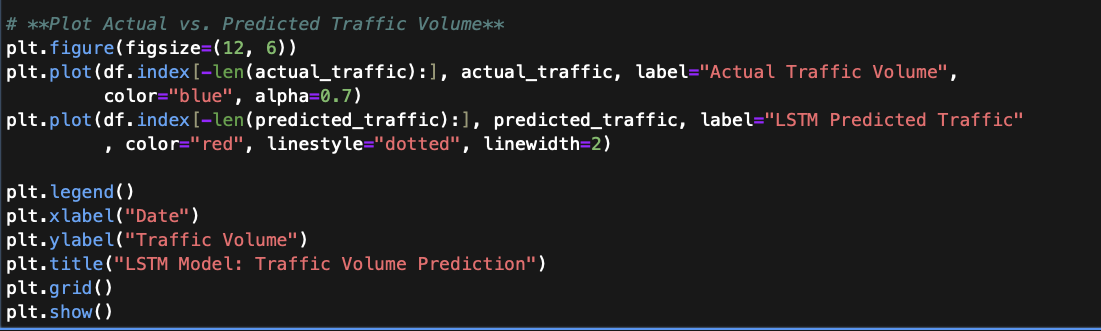 # **Plot Actual vs. Predicted Traffic Volume**
plt.figure(figsize=(12, 6))
plt.plot(df.index[-len(actual_traffic):], actual_traffic, label="Actual Traffic Volume",
         color="blue", alpha=0.7)
plt.plot(df.index[-len(predicted_traffic):], predicted_traffic, label="LSTM Predicted Traffic"
         , color="red", linestyle="dotted", linewidth=2)

plt.legend()
plt.xlabel("Date")
plt.ylabel("Traffic Volume")
plt.title("LSTM Model: Traffic Volume Prediction")
plt.grid()
plt.show()